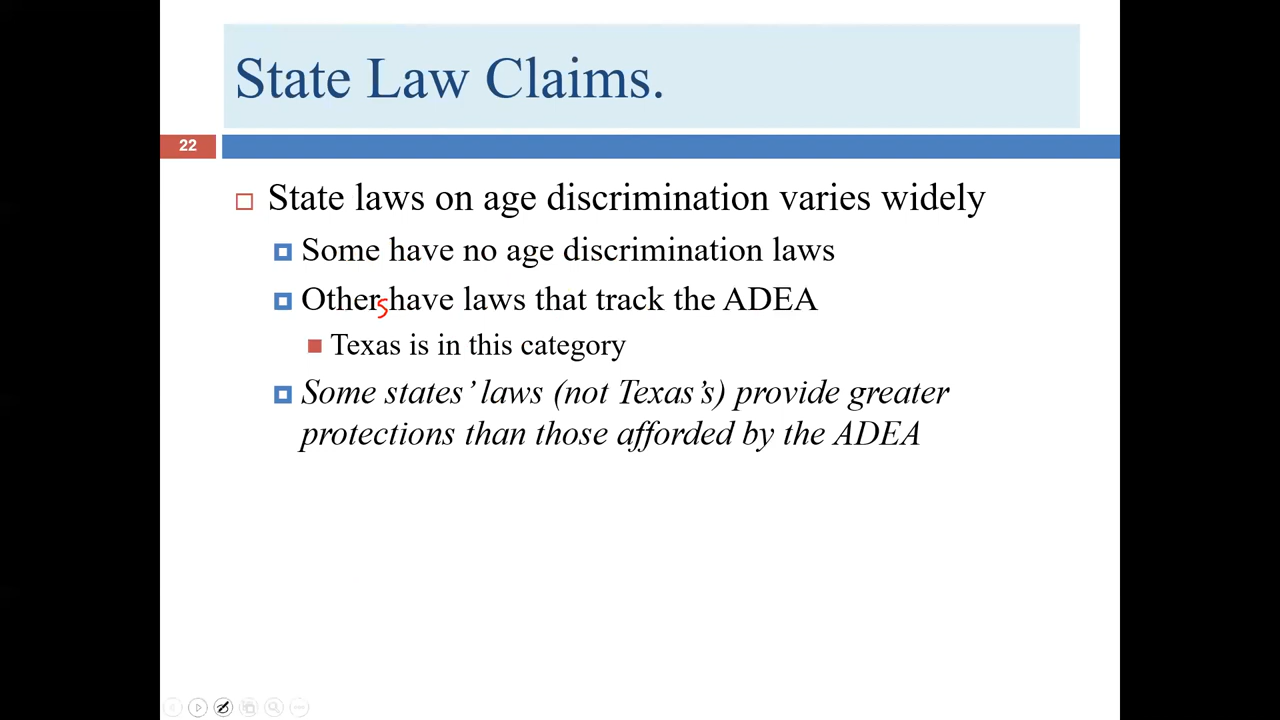 State Law Claims.
22
State laws on age discrimination varies widely
Some have no age discrimination laws
Others have laws that track the ADEA
Texas is in this category
Some states’ laws (not Texas’s) provide greater
protections than those afforded by the ADEA